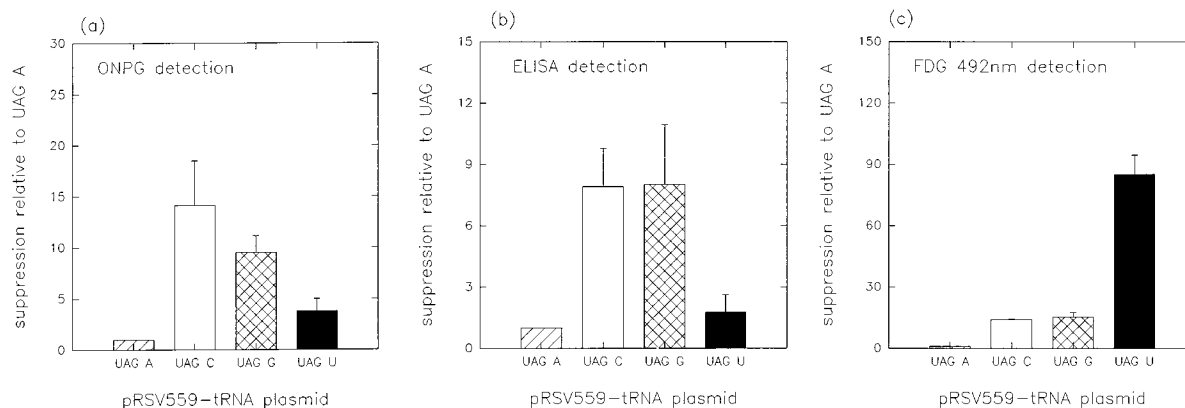 (a)
suppression relative to UAG A
30
25
20
15
10
5
0
ONPG detection
UAG A UAG C UAG G UAG U
pRSV559-tRNA plasmid
(b)
suppression relative to UAG A
15
12
9
6
3
0
ELISA detection
UAG A UAG C UAG G UAG U
pRSV559-tRNA plasmid
(c)
suppression relative to UAG A
150
120
90
60
30
0
FDG 492nm detection
UAG A UAG C UAG G UAG U
pRSV559-tRNA plasmid